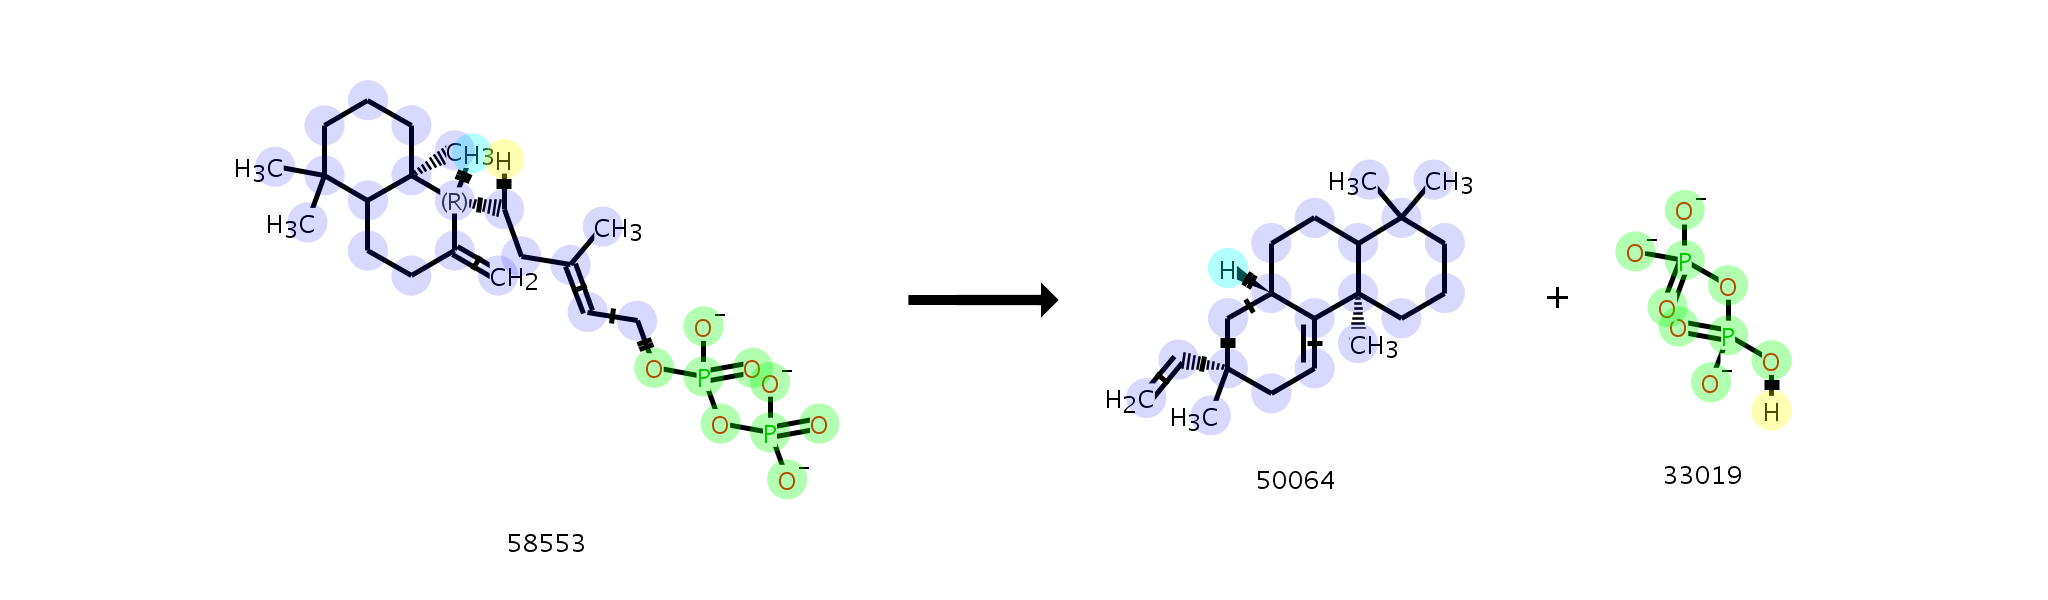 CH3
H
H3C
(R)
H3C
CH3
CH2
O−
O P O O−
O P O
O−
58553
H3C CH3
H
CH3
H2C
H3C
50064
+
O−
O− P
O
O
O P
O
O−
H
33019